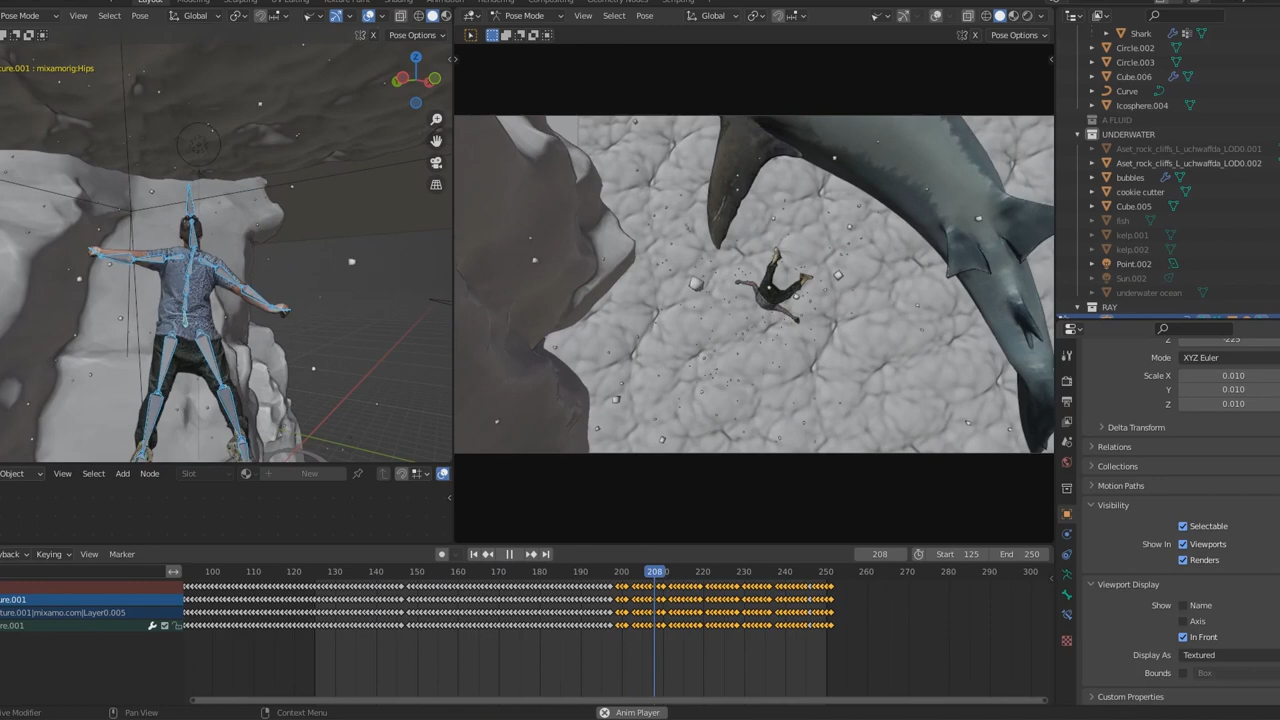 Pose Mode View Select Pose Global Pose Mode View Select Pose Global
X Pose Options X Pose Options
ture.001 : mixamorig:Hips
Z
Shark
Circle.002
Circle.003
Cube.006
Curve
Icosphere.004
A FLUID
UNDERWATER
Aset_rock_cliffs_L_uchwaffda_LOD0.001
Aset_rock_cliffs_L_uchwaffda_LOD0.002
bubbles
cookie cutter
Cube.005
fish
kelp.001
kelp.002
Point.002
Sun.002
underwater ocean
RAY
Mode XYZ Euler
Scale X 0.010
Y 0.010
Z 0.010
Delta Transform
Relations
Collections
Motion Paths
Visibility
Selectable
Show In Viewports
Renders
Viewport Display
Show Name
Axis
In Front
Display As Textured
Bounds Box
Custom Properties
Object View Select Add Node Slot New
yback Keying View Marker 208 Start 125 End 250
100 110 120 130 140 150 160 170 180 190 200 208 220 230 240 250 260 270 280 290 300
ure.001
ture.001|mixamo.com|Layer0.005
re.001
ive Modifier Pan View Context Menu Anim Player